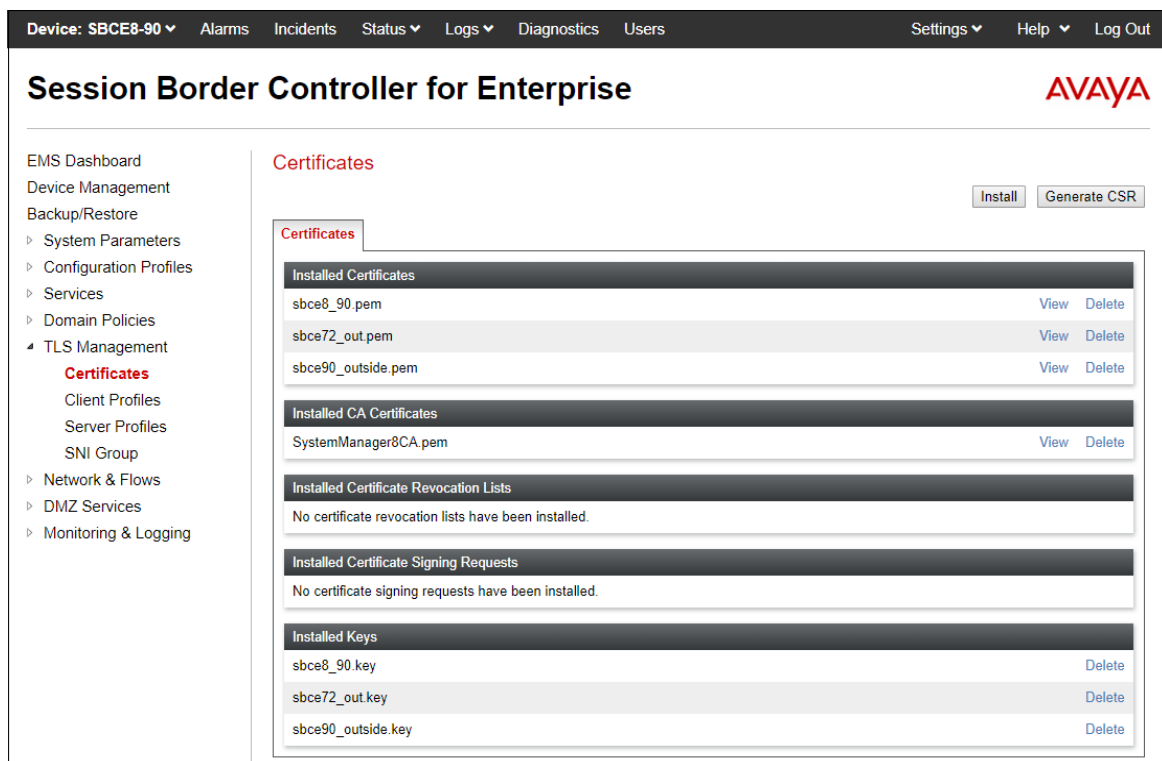 Device: SBCE8-90 Alarms Incidents Status Logs Diagnostics Users Settings Help Log Out
Session Border Controller for Enterprise
AVAYA
EMS Dashboard
Device Management
Backup/Restore
System Parameters
Configuration Profiles
Services
Domain Policies
TLS Management
Certificates
Client Profiles
Server Profiles
SNI Group
Network & Flows
DMZ Services
Monitoring & Logging
Certificates
Install Generate CSR
Certificates
Installed Certificates
sbce8_90.pem View Delete
sbce72_out.pem View Delete
sbce90_outside.pem View Delete
Installed CA Certificates
SystemManager8CA.pem View Delete
Installed Certificate Revocation Lists
No certificate revocation lists have been installed.
Installed Certificate Signing Requests
No certificate signing requests have been installed.
Installed Keys
sbce8_90.key Delete
sbce72_out.key Delete
sbce90_outside.key Delete